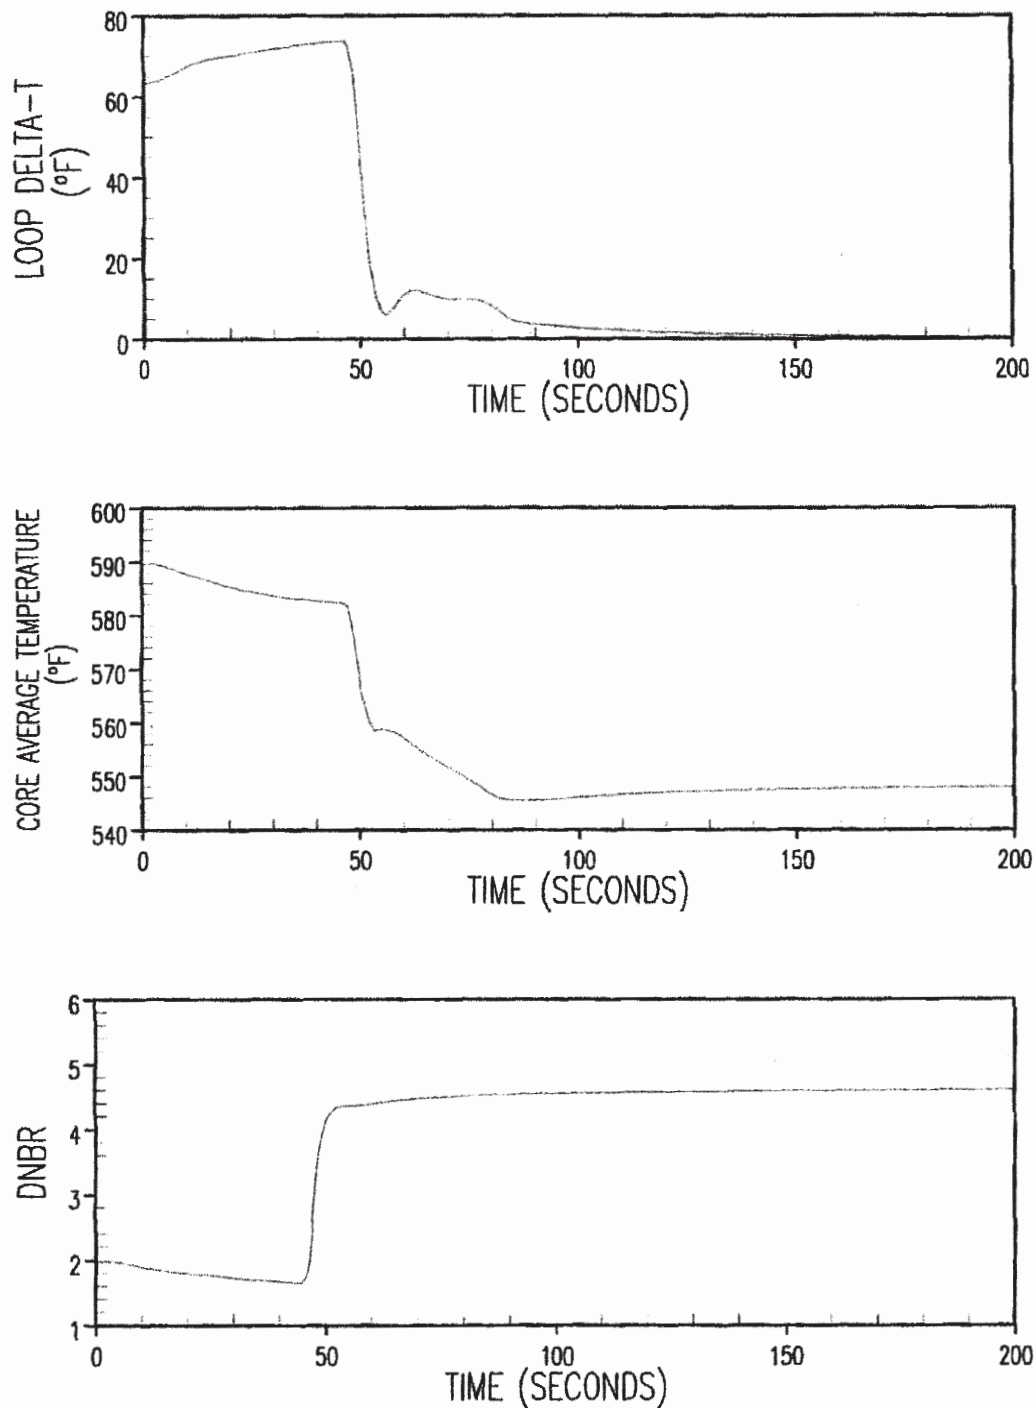 LOOP DELTA-T
(°F)
80
60
40
20
0
0 50 100 150 200
TIME (SECONDS)
CORE AVERAGE TEMPERATURE
(°F)
600
590
580
570
560
550
540
0 50 100 150 200
TIME (SECONDS)
DNBR
6
5
4
3
2
1
0 50 100 150 200
TIME (SECONDS)